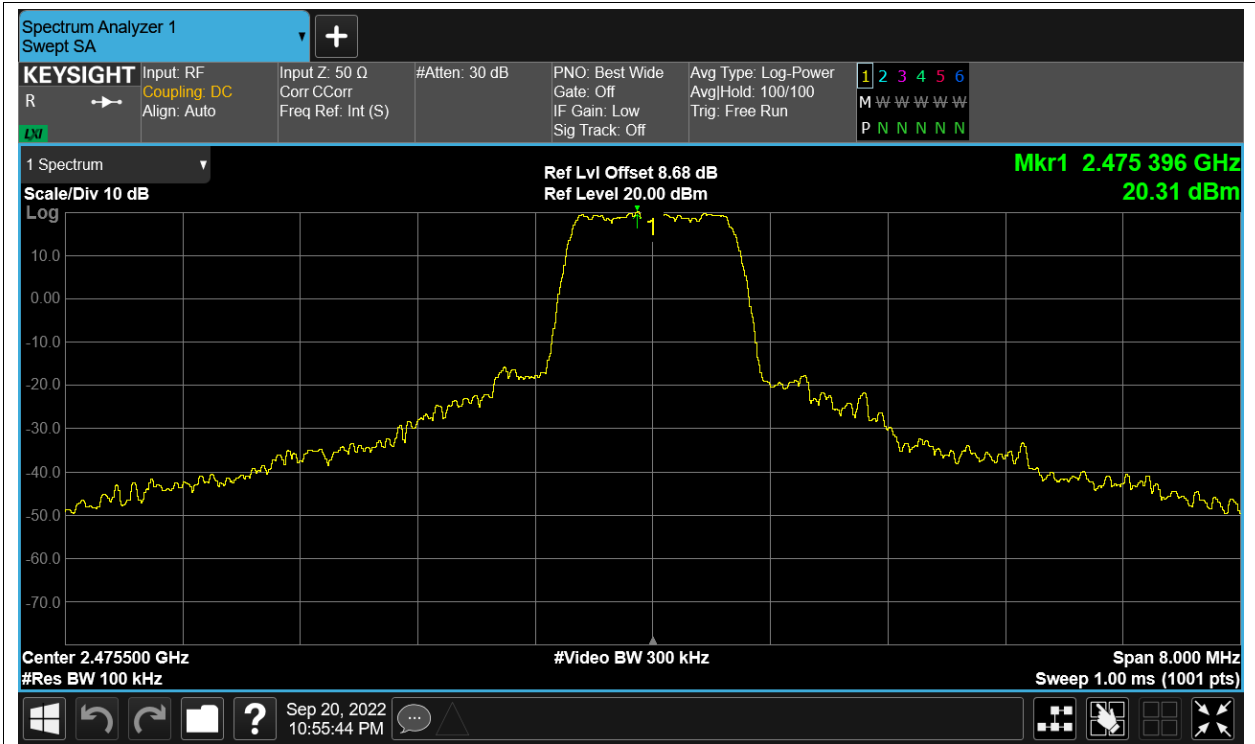 Spectrum Analyzer 1
Swept SA
KEYSIGHT
R
LXI
Input: RF
Coupling: DC
Align: Auto
Input Z: 50 Ω
Corr CCorr
Freq Ref: Int (S)
#Atten: 30 dB
PNO: Best Wide
Gate: Off
IF Gain: Low
Sig Track: Off
Avg Type: Log-Power
Avg|Hold: 100/100
Trig: Free Run
1 2 3 4 5 6
M W W W W W
P N N N N N
1 Spectrum
Scale/Div 10 dB
Log
Ref Lvl Offset 8.68 dB
Ref Level 20.00 dBm
Mkr1 2.475 396 GHz
20.31 dBm
1
10.0
0.00
-10.0
-20.0
-30.0
-40.0
-50.0
-60.0
-70.0
Center 2.475500 GHz
#Res BW 100 kHz
#Video BW 300 kHz
Span 8.000 MHz
Sweep 1.00 ms (1001 pts)
?
Sep 20, 2022
10:55:44 PM